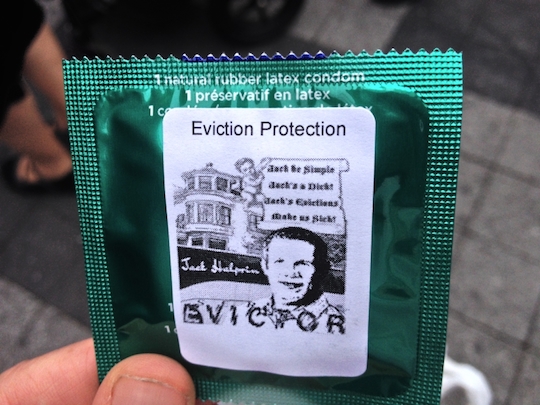 1 natural rubber latex condom
1 préservatif en latex
Eviction Protection
Jack be Simple
Jack's a Dick!
Jack's Evictions
Make us Sick!
Jack Halprin
EVICTOR